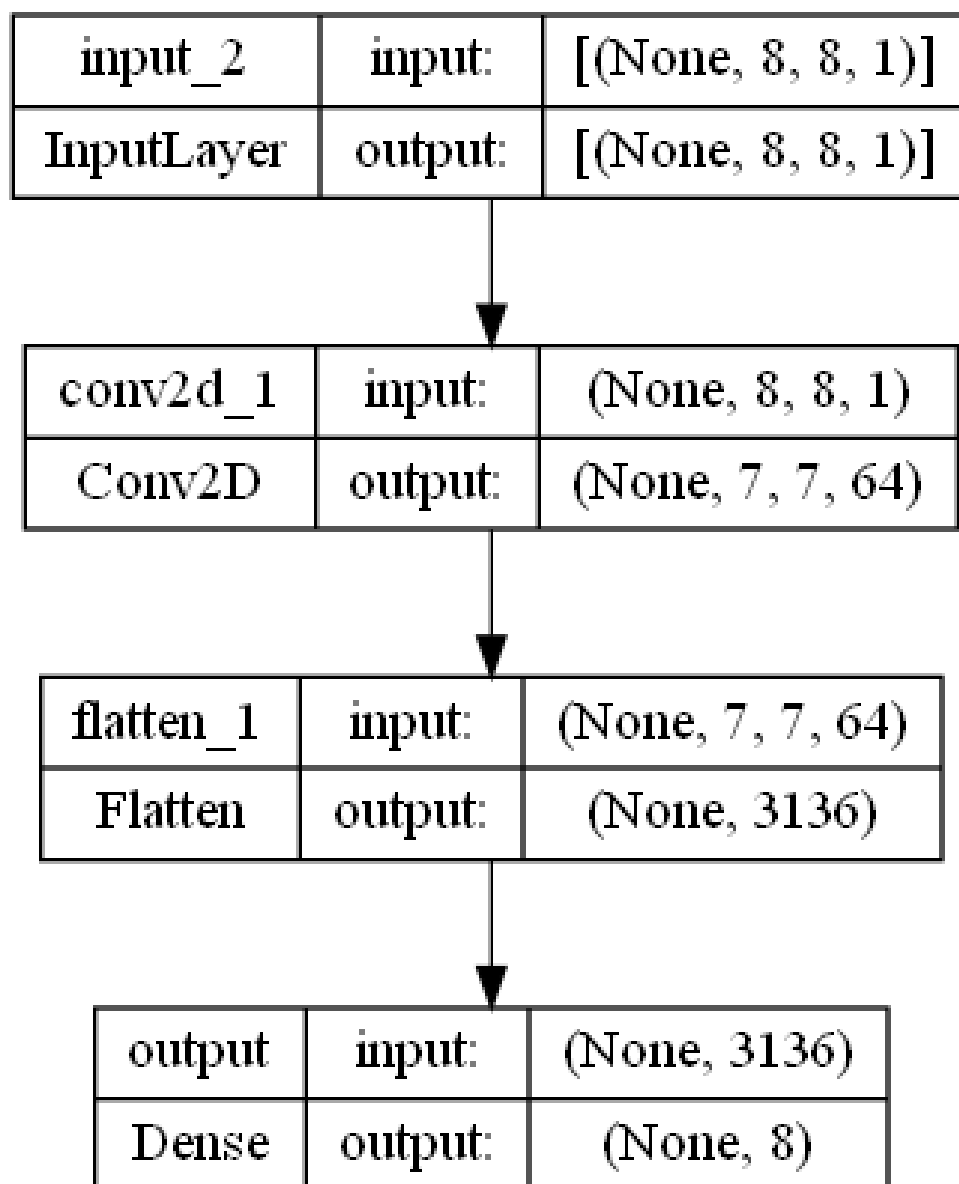 input_2 input: [(None, 8, 8, 1)]
InputLayer output: [(None, 8, 8, 1)]
conv2d_1 input: (None, 8, 8, 1)
Conv2D output: (None, 7, 7, 64)
flatten_1 input: (None, 7, 7, 64)
Flatten output: (None, 3136)
output input: (None, 3136)
Dense output: (None, 8)